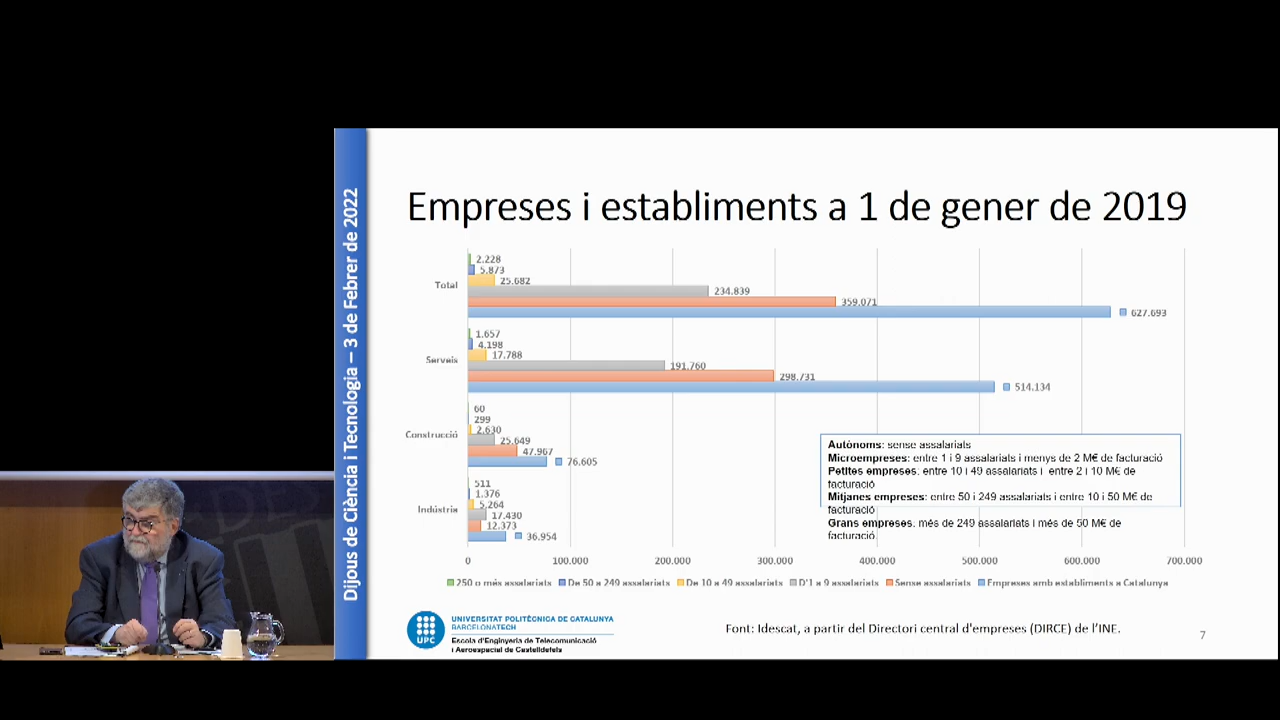 Dijous de Ciència i Tecnologia – 3 de Febrer de 2022
Empreses i establiments a 1 de gener de 2019
Total
2.228
5.873
25.682
234.839
359.071
627.693
Serveis
1.657
4.198
17.788
191.760
298.731
514.134
Construcció
60
299
2.630
25.649
47.967
76.605
Indústria
511
1.376
5.264
17.430
12.373
36.954
Autònoms: sense assalariats
Microempreses: entre 1 i 9 assalariats i menys de 2 M€ de facturació
Petites empreses: entre 10 i 49 assalariats i entre 2 i 10 M€ de
facturació
Mitjanes empreses: entre 50 i 249 assalariats i entre 10 i 50 M€ de
facturació
Grans empreses: més de 249 assalariats i més de 50 M€ de
facturació.
0 100.000 200.000 300.000 400.000 500.000 600.000 700.000
250 o més assalariats De 50 a 249 assalariats De 10 a 49 assalariats D'1 a 9 assalariats Sense assalariats Empreses amb establiments a Catalunya
UPC
UNIVERSITAT POLITÈCNICA DE CATALUNYA
BARCELONATECH
Escola d'Enginyeria de Telecomunicació
i Aeroespacial de Castelldefels
Font: Idescat, a partir del Directori central d'empreses (DIRCE) de l'INE.
7